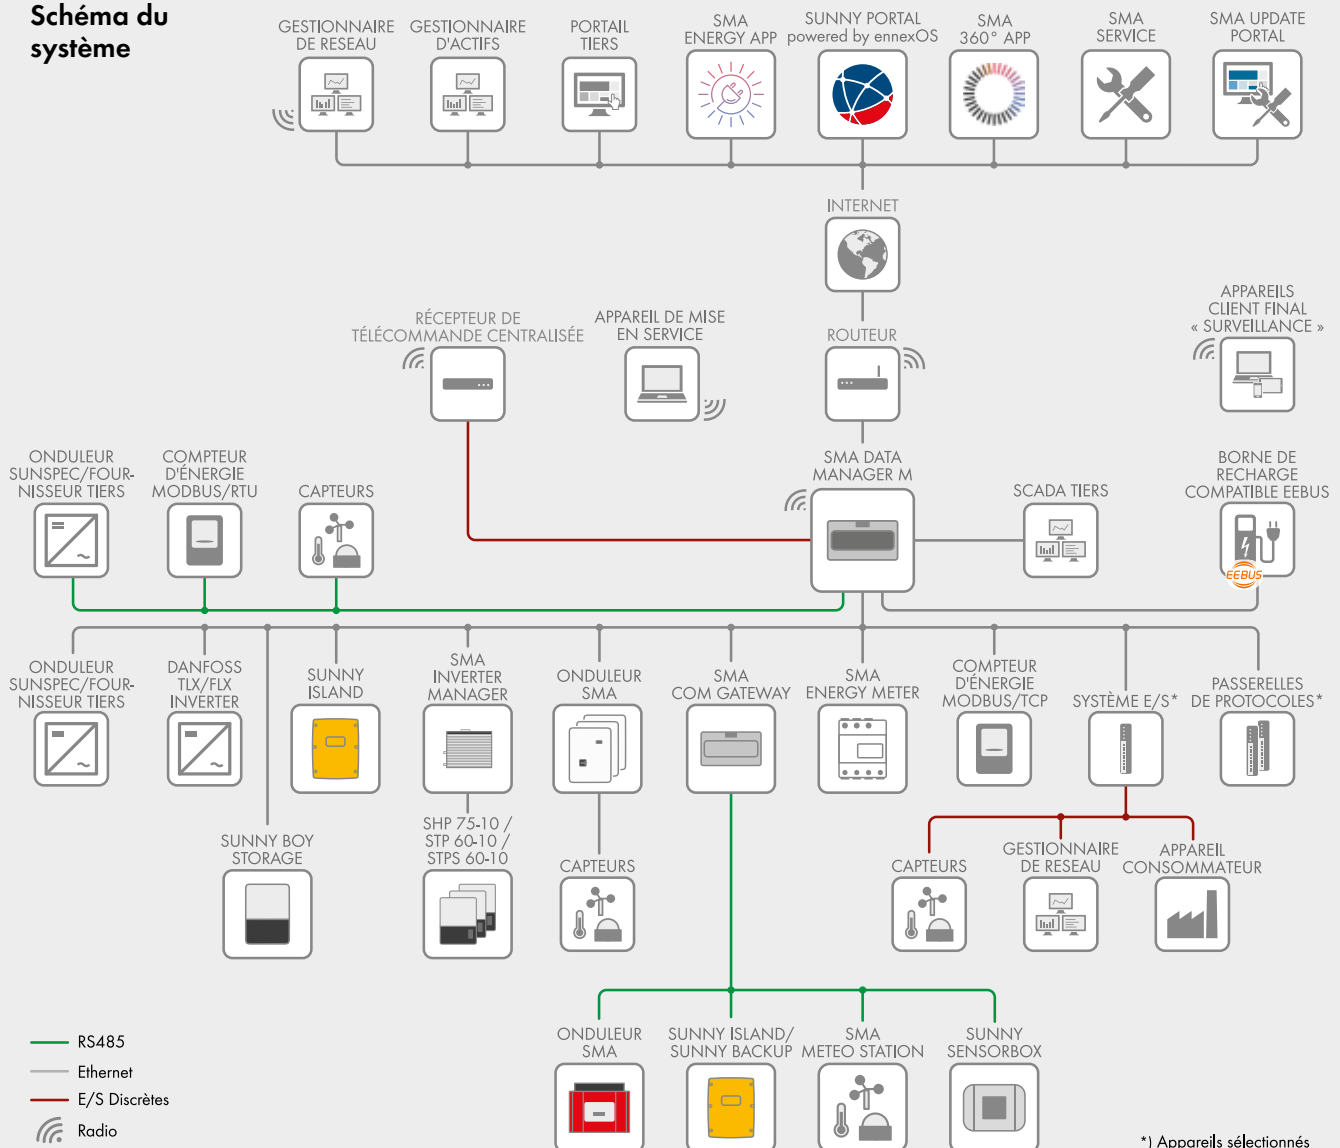 Schéma du
système
GESTIONNAIRE
DE RESEAU
GESTIONNAIRE
D'ACTIFS
PORTAIL
TIERS
SMA
ENERGY APP
SUNNY PORTAL
powered by ennexOS
SMA
360° APP
SMA
SERVICE
SMA UPDATE
PORTAL
INTERNET
RÉCEPTEUR DE
TÉLÉCOMMANDE CENTRALISÉE
APPAREIL DE MISE
EN SERVICE
ROUTEUR
APPAREILS
CLIENT FINAL
« SURVEILLANCE »
ONDULEUR
SUNSPEC/FOUR-
NISSEUR TIERS
COMPTEUR
D'ÉNERGIE
MODBUS/RTU
CAPTEURS
SMA DATA
MANAGER M
SCADA TIERS
BORNE DE
RECHARGE
COMPATIBLE EEBUS
EEBUS
ONDULEUR
SUNSPEC/FOUR-
NISSEUR TIERS
DANFOSS
TLX/FLX
INVERTER
SUNNY
ISLAND
SMA
INVERTER
MANAGER
ONDULEUR
SMA
SMA
COM GATEWAY
SMA
ENERGY METER
COMPTEUR
D'ÉNERGIE
MODBUS/TCP
SYSTÈME E/S*
PASSERELLES
DE PROTOCOLES*
SUNNY BOY
STORAGE
SHP 75-10 /
STP 60-10 /
STPS 60-10
CAPTEURS
CAPTEURS
GESTIONNAIRE
DE RESEAU
APPAREIL
CONSOMMATEUR
ONDULEUR
SMA
SUNNY ISLAND/
SUNNY BACKUP
SMA
METEO STATION
SUNNY
SENSORBOX
RS485
Ethernet
E/S Discrètes
Radio
*) Appareils sélectionnés